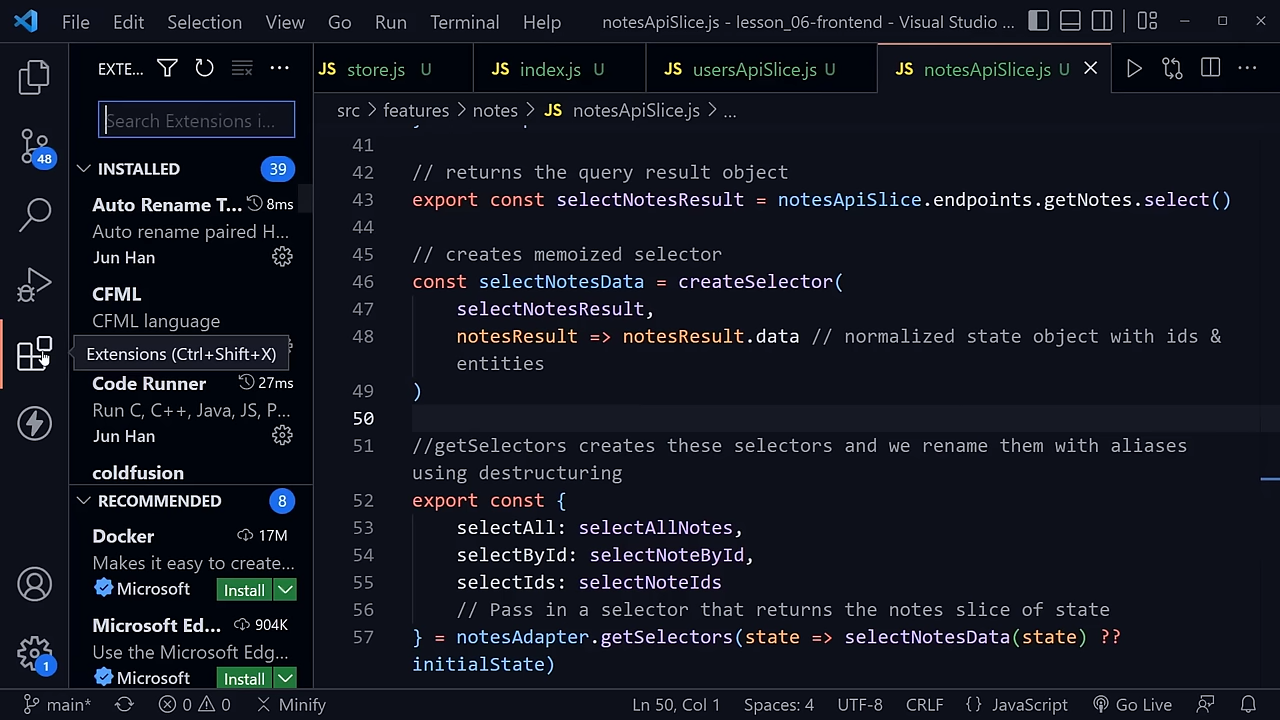 File Edit Selection View Go Run Terminal Help notesApiSlice.js - lesson_06-frontend - Visual Studio ...
EXTE...
JS store.js U JS index.js U JS usersApiSlice.js U JS notesApiSlice.js U
src > features > notes > JS notesApiSlice.js > ...
Search Extensions i...
INSTALLED 39
Auto Rename T... 8ms
Auto rename paired H...
Jun Han
CFML
CFML language
Extensions (Ctrl+Shift+X)
Code Runner 27ms
Run C, C++, Java, JS, P...
Jun Han
coldfusion
RECOMMENDED 8
Docker 17M
Makes it easy to create...
Microsoft Install
Microsoft Ed... 904K
Use the Microsoft Edg...
Microsoft Install
48
1
41
42 // returns the query result object
43 export const selectNotesResult = notesApiSlice.endpoints.getNotes.select()
44
45 // creates memoized selector
46 const selectNotesData = createSelector(
47 selectNotesResult,
48 notesResult => notesResult.data // normalized state object with ids &
entities
49 )
50
51 //getSelectors creates these selectors and we rename them with aliases
using destructuring
52 export const {
53 selectAll: selectAllNotes,
54 selectById: selectNoteById,
55 selectIds: selectNoteIds
56 // Pass in a selector that returns the notes slice of state
57 } = notesAdapter.getSelectors(state => selectNotesData(state) ??
initialState)
main* 0 0 Minify Ln 50, Col 1 Spaces: 4 UTF-8 CRLF {} JavaScript Go Live